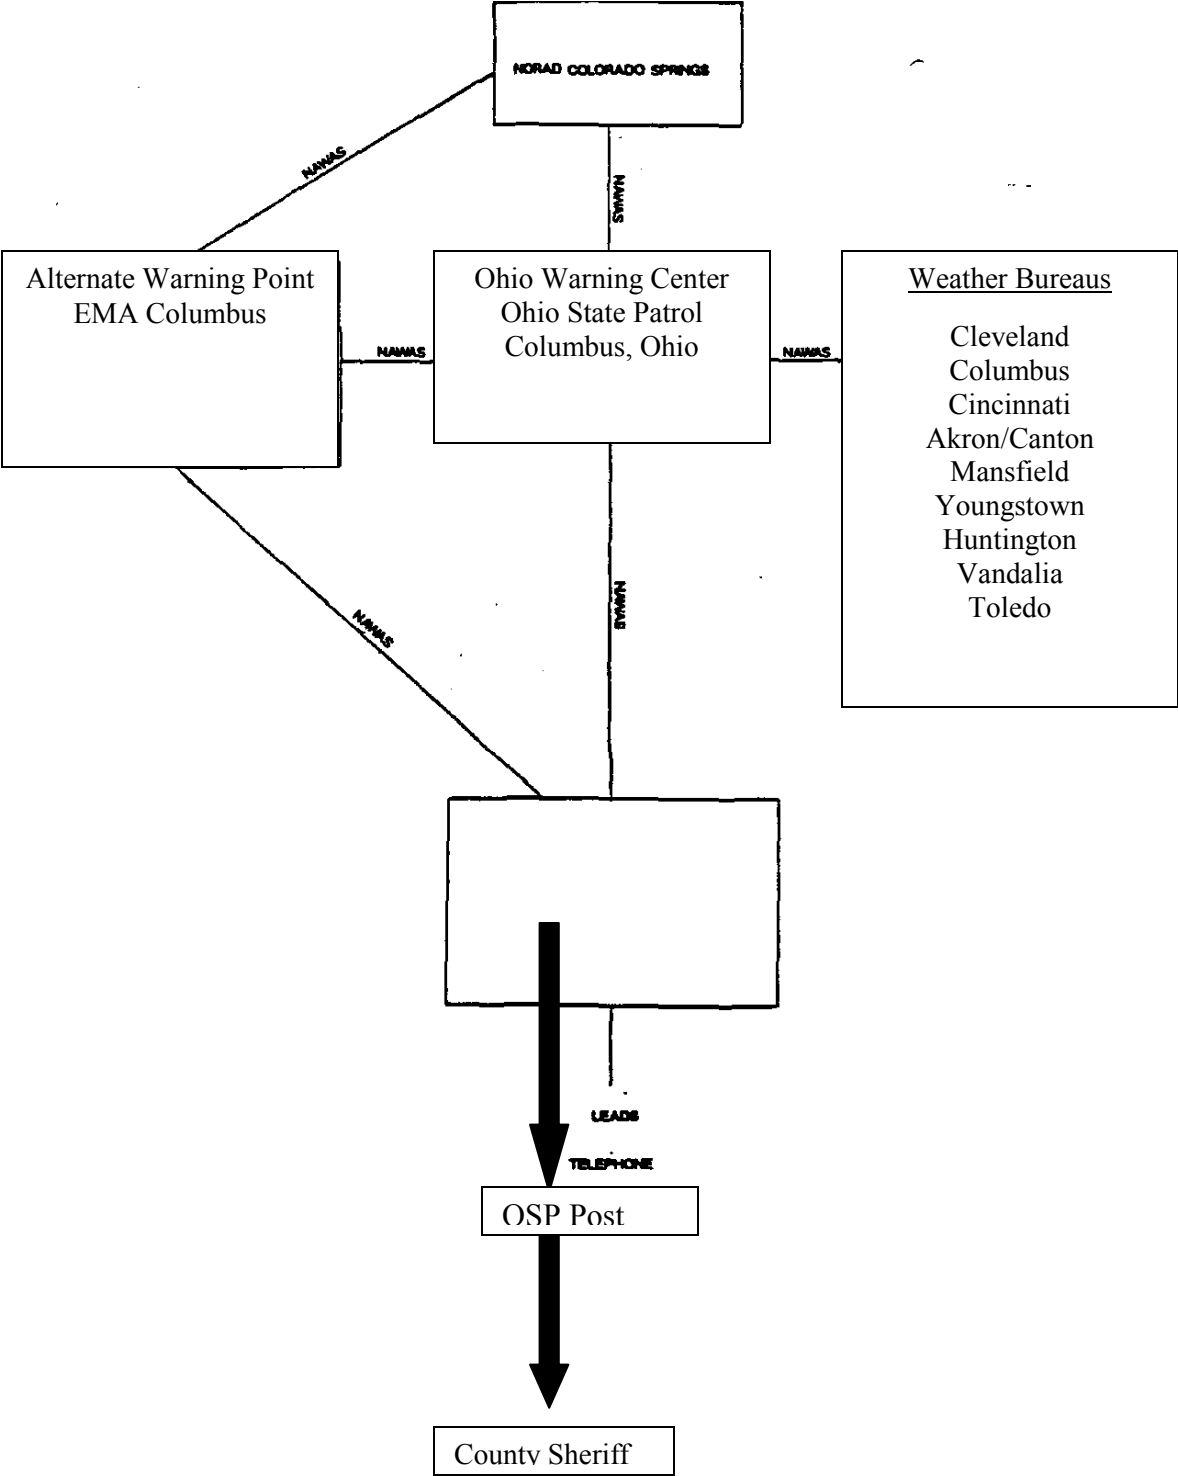 NORAD COLORADO SPRINGS
NAWAS
NAWAS
Alternate Warning Point
EMA Columbus
NAWAS
Ohio Warning Center
Ohio State Patrol
Columbus, Ohio
NAWAS
Weather Bureaus
Cleveland
Columbus
Cincinnati
Akron/Canton
Mansfield
Youngstown
Huntington
Vandalia
Toledo
NAWAS
NAWAS
LEADS
TELEPHONE
OSP Post
County Sheriff